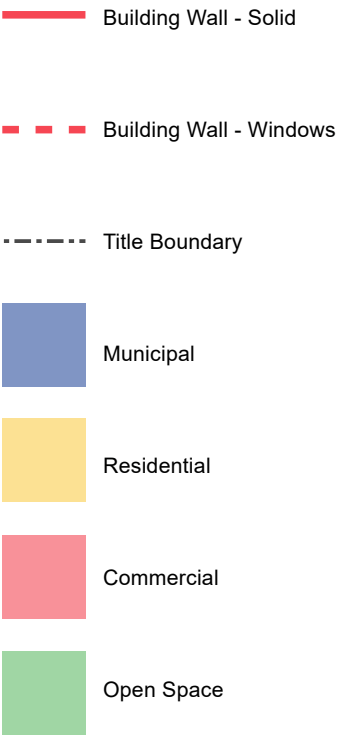 Building Wall - Solid
Building Wall - Windows
Title Boundary
Municipal
Residential
Commercial
Open Space